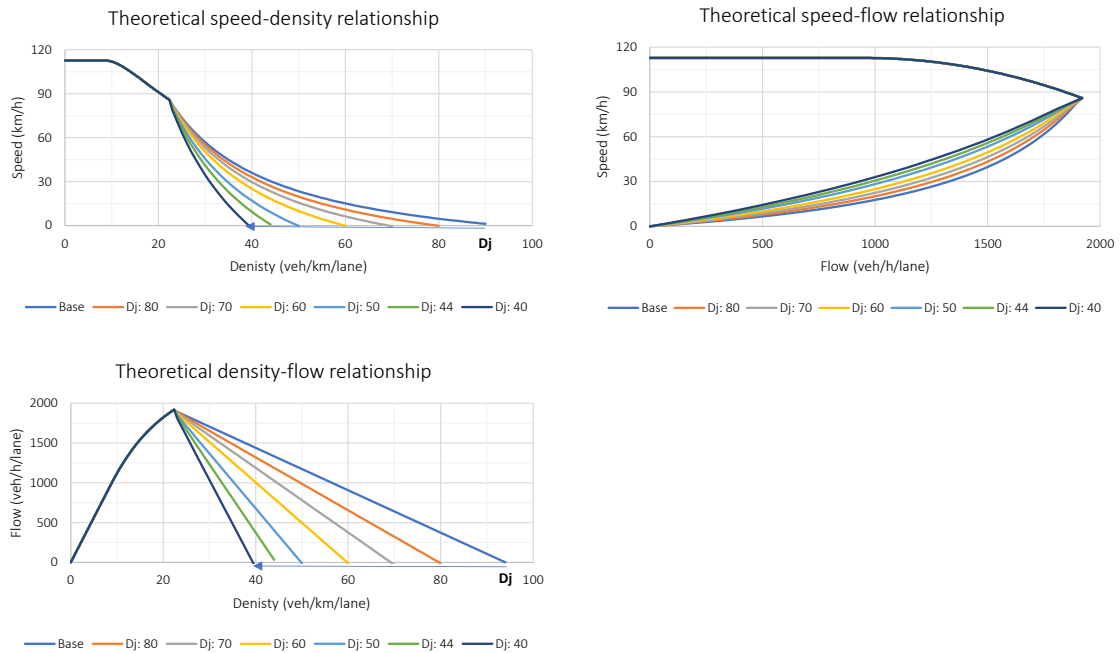 Theoretical speed-density relationship
120
90
60
30
0
Speed (km/h)
0 20 40 60 80 Dj 100
Denisty (veh/km/lane)
Base Dj: 80 Dj: 70 Dj: 60 Dj: 50 Dj: 44 Dj: 40
Theoretical speed-flow relationship
120
90
60
30
0
Speed (km/h)
0 500 1000 1500 2000
Flow (veh/h/lane)
Base Dj: 80 Dj: 70 Dj: 60 Dj: 50 Dj: 44 Dj: 40
Theoretical density-flow relationship
2000
1500
1000
500
0
Flow (veh/h/lane)
0 20 40 60 80 Dj 100
Denisty (veh/km/lane)
Base Dj: 80 Dj: 70 Dj: 60 Dj: 50 Dj: 44 Dj: 40